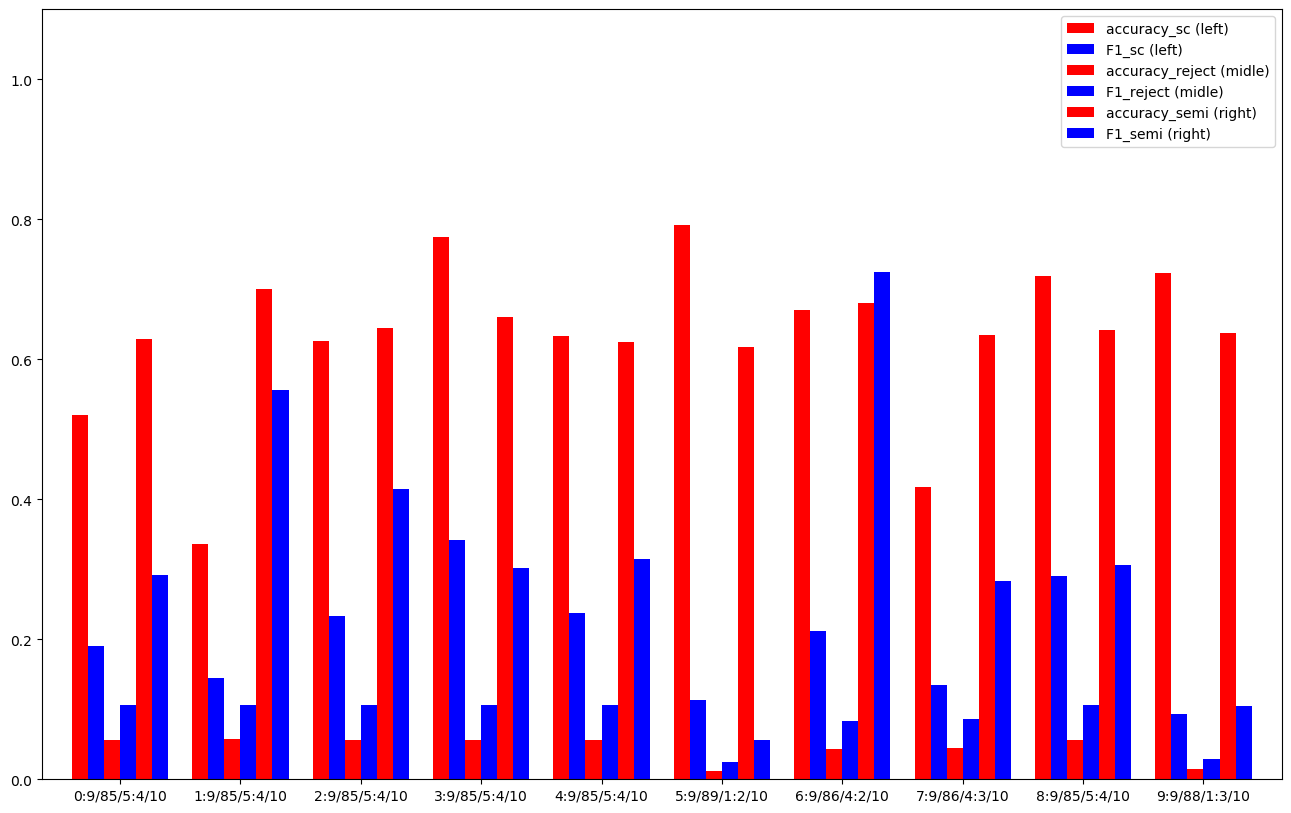 accuracy_sc (left)
F1_sc (left)
accuracy_reject (midle)
F1_reject (midle)
accuracy_semi (right)
F1_semi (right)
1.0
0.8
0.6
0.4
0.2
0.0
0:9/85/5:4/10 1:9/85/5:4/10 2:9/85/5:4/10 3:9/85/5:4/10 4:9/85/5:4/10 5:9/89/1:2/10 6:9/86/4:2/10 7:9/86/4:3/10 8:9/85/5:4/10 9:9/88/1:3/10